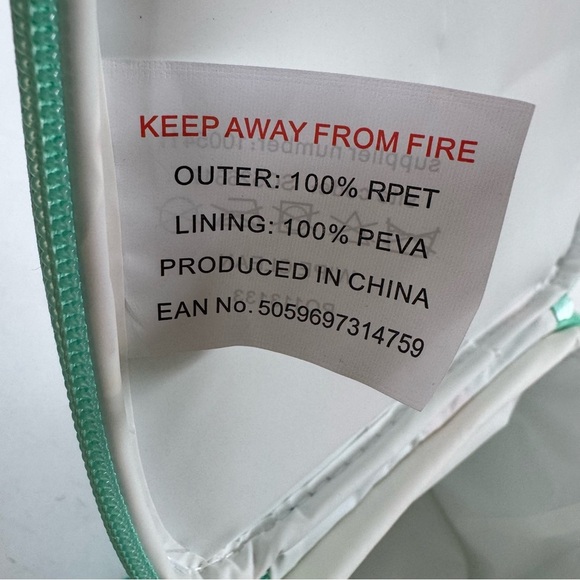 KEEP AWAY FROM FIRE
OUTER: 100% RPET
LINING: 100% PEVA
PRODUCED IN CHINA
EAN No. 5059697314759